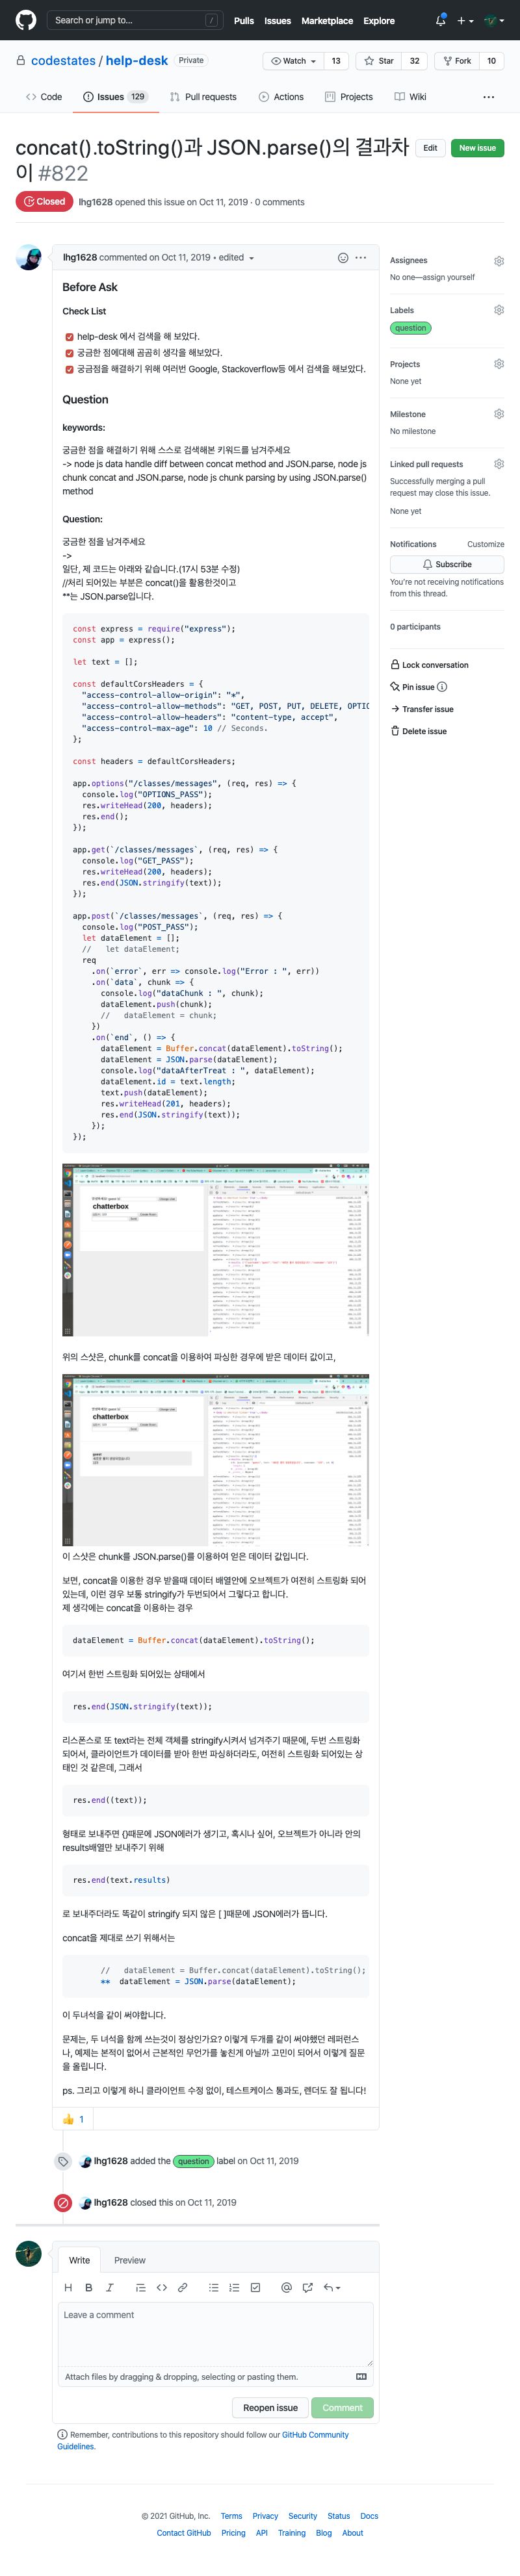 Search or jump to...
/
Pulls Issues Marketplace Explore
codestates / help-desk Private
Watch 13 Star 32 Fork 10
Code Issues 129 Pull requests Actions Projects Wiki
concat().toString()과 JSON.parse()의 결과차
이 #822
Edit New issue
Closed lhg1628 opened this issue on Oct 11, 2019 · 0 comments
lhg1628 commented on Oct 11, 2019 • edited
Before Ask
Check List
help-desk 에서 검색을 해 보았다.
궁금한 점에대해 곰곰히 생각을 해보았다.
궁금점을 해결하기 위해 여러번 Google, Stackoverflow등 에서 검색을 해보았다.
Question
keywords:
궁금한 점을 해결하기 위해 스스로 검색해본 키워드를 남겨주세요
-> node js data handle diff between concat method and JSON.parse, node js
chunk concat and JSON.parse, node js chunk parsing by using JSON.parse()
method
Question:
궁금한 점을 남겨주세요
->
일단, 제 코드는 아래와 같습니다.(17시 53분 수정)
//처리 되어있는 부분은 concat()을 활용한것이고
**는 JSON.parse입니다.
const express = require("express");
const app = express();
let text = [];
const defaultCorsHeaders = {
"access-control-allow-origin": "*",
"access-control-allow-methods": "GET, POST, PUT, DELETE, OPTIO
"access-control-allow-headers": "content-type, accept",
"access-control-max-age": 10 // Seconds.
};
const headers = defaultCorsHeaders;
app.options("/classes/messages", (req, res) => {
console.log("OPTIONS_PASS");
res.writeHead(200, headers);
res.end();
});
app.get(`/classes/messages`, (req, res) => {
console.log("GET_PASS");
res.writeHead(200, headers);
res.end(JSON.stringify(text));
});
app.post(`/classes/messages`, (req, res) => {
console.log("POST_PASS");
let dataElement = [];
//   let dataElement;
req
.on(`error`, err => console.log("Error : ", err))
.on(`data`, chunk => {
console.log("dataChunk : ", chunk);
dataElement.push(chunk);
//   dataElement = chunk;
})
.on(`end`, () => {
dataElement = Buffer.concat(dataElement).toString();
dataElement = JSON.parse(dataElement);
console.log("dataAfterTreat : ", dataElement);
dataElement.id = text.length;
text.push(dataElement);
res.writeHead(201, headers);
res.end(JSON.stringify(text));
});
});
chatterbox
위의 스샷은, chunk를 concat을 이용하여 파싱한 경우에 받은 데이터 값이고,
chatterbox
이 스샷은 chunk를 JSON.parse()를 이용하여 얻은 데이터 값입니다.
보면, concat을 이용한 경우 받을때 데이터 배열안에 오브젝트가 여전히 스트링화 되어
있는데, 이런 경우 보통 stringify가 두번되어서 그렇다고 합니다.
제 생각에는 concat을 이용하는 경우
dataElement = Buffer.concat(dataElement).toString();
여기서 한번 스트링화 되어있는 상태에서
res.end(JSON.stringify(text));
리스폰스로 또 text라는 전체 객체를 stringify시켜서 넘겨주기 때문에, 두번 스트링화
되어서, 클라이언트가 데이터를 받아 한번 파싱하더라도, 여전히 스트링화 되어있는 상
태인 것 같은데, 그래서
res.end((text));
형태로 보내주면 {}때문에 JSON에러가 생기고, 혹시나 싶어, 오브젝트가 아니라 안의
results배열만 보내주기 위해
res.end(text.results)
로 보내주더라도 똑같이 stringify 되지 않은 [ ]때문에 JSON에러가 뜹니다.
concat을 제대로 쓰기 위해서는
//   dataElement = Buffer.concat(dataElement).toString();
**  dataElement = JSON.parse(dataElement);
이 두녀석을 같이 써야합니다.
문제는, 두 녀석을 함께 쓰는것이 정상인가요? 이렇게 두개를 같이 써야했던 레퍼런스
나, 예제는 본적이 없어서 근본적인 무언가를 놓친게 아닐까 고민이 되어서 이렇게 질문
을 올립니다.
ps. 그리고 이렇게 하니 클라이언트 수정 없이, 테스트케이스 통과도, 렌더도 잘 됩니다!
👍 1
lhg1628 added the question label on Oct 11, 2019
lhg1628 closed this on Oct 11, 2019
Write Preview
Leave a comment
Attach files by dragging & dropping, selecting or pasting them.
Reopen issue Comment
Remember, contributions to this repository should follow our GitHub Community
Guidelines.
Assignees
No one—assign yourself
Labels
question
Projects
None yet
Milestone
No milestone
Linked pull requests
Successfully merging a pull
request may close this issue.
None yet
Notifications Customize
Subscribe
You're not receiving notifications
from this thread.
0 participants
Lock conversation
Pin issue
Transfer issue
Delete issue
© 2021 GitHub, Inc. Terms Privacy Security Status Docs
Contact GitHub Pricing API Training Blog About